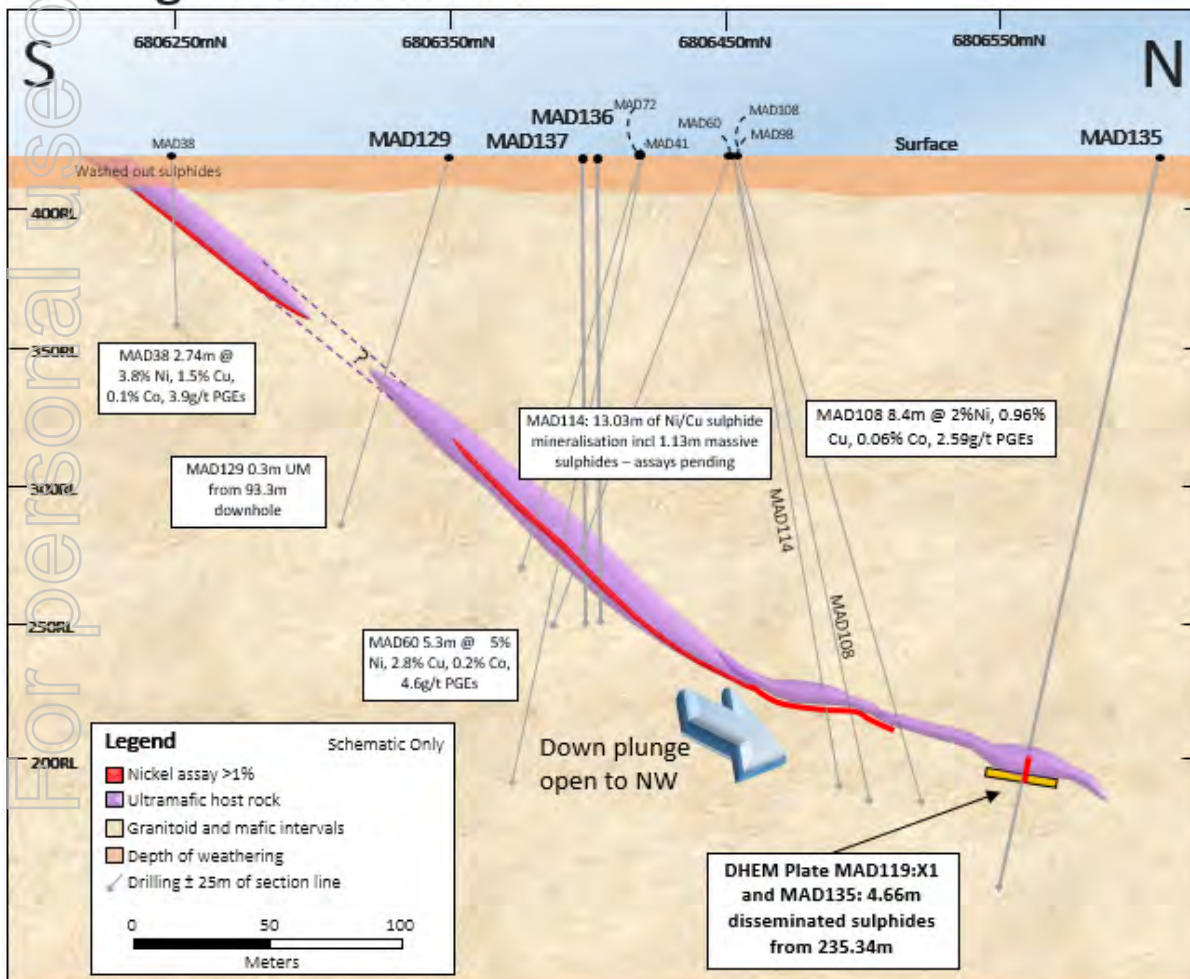 For personal use o
6806250mN
6806350mN
6806450mN
6806550mN
S
N
MAD38
MAD129
MAD137
MAD136
MAD72
MAD41
MAD60
MAD108
MAD98
Surface
MAD135
Washed out sulphides
400RL
350RL
300RL
250RL
200RL
?
MAD38 2.74m @
3.8% Ni, 1.5% Cu,
0.1% Co, 3.9g/t PGEs
MAD129 0.3m UM
from 93.3m
downhole
MAD114: 13.03m of Ni/Cu sulphide
mineralisation incl 1.13m massive
sulphides – assays pending
MAD108 8.4m @ 2%Ni, 0.96%
Cu, 0.06% Co, 2.59g/t PGEs
MAD114
MAD108
MAD60 5.3m @ 5%
Ni, 2.8% Cu, 0.2% Co,
4.6g/t PGEs
Down plunge
open to NW
Legend
Schematic Only
Nickel assay >1%
Ultramafic host rock
Granitoid and mafic intervals
Depth of weathering
Drilling ± 25m of section line
0 50 100
Meters
DHEM Plate MAD119:X1
and MAD135: 4.66m
disseminated sulphides
from 235.34m